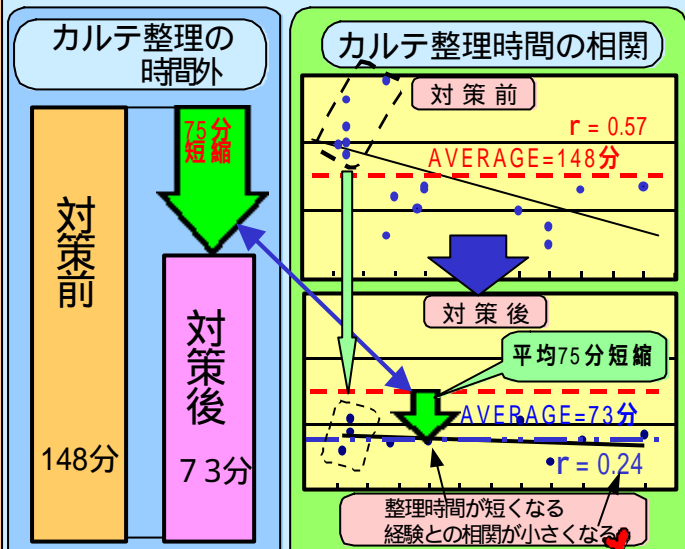 カルテ整理の
時間外
75分
短縮
対策前
対策後
148分
７3分
カルテ整理時間の相関
対策前
r = 0.57
AVERAGE=148分
対策後
平均75分短縮
AVERAGE=73分
r = 0.24
整理時間が短くなる
経験との相関が小さくなる